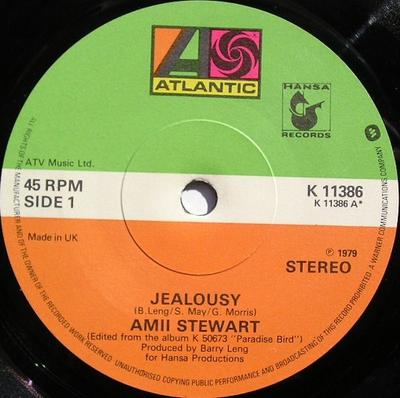 A
ATLANTIC
HANSA
RECORDS
ATV Music Ltd.
45 RPM
SIDE 1
K 11386
K 11386 A*
Made in UK
℗ 1979
STEREO
JEALOUSY
(B.Leng/S. May/G. Morris)
AMII STEWART
(Edited from the album K 50673 "Paradise Bird")
Produced by Barry Leng
for Hansa Productions
ALL RIGHTS OF THE MANUFACTURER AND OF THE OWNER OF THE RECORDED WORK RESERVED. UNAUTHORISED COPYING PUBLIC PERFORMANCE AND BROADCASTING OF THIS RECORD PROHIBITED. A WARNER COMMUNICATIONS COMPANY